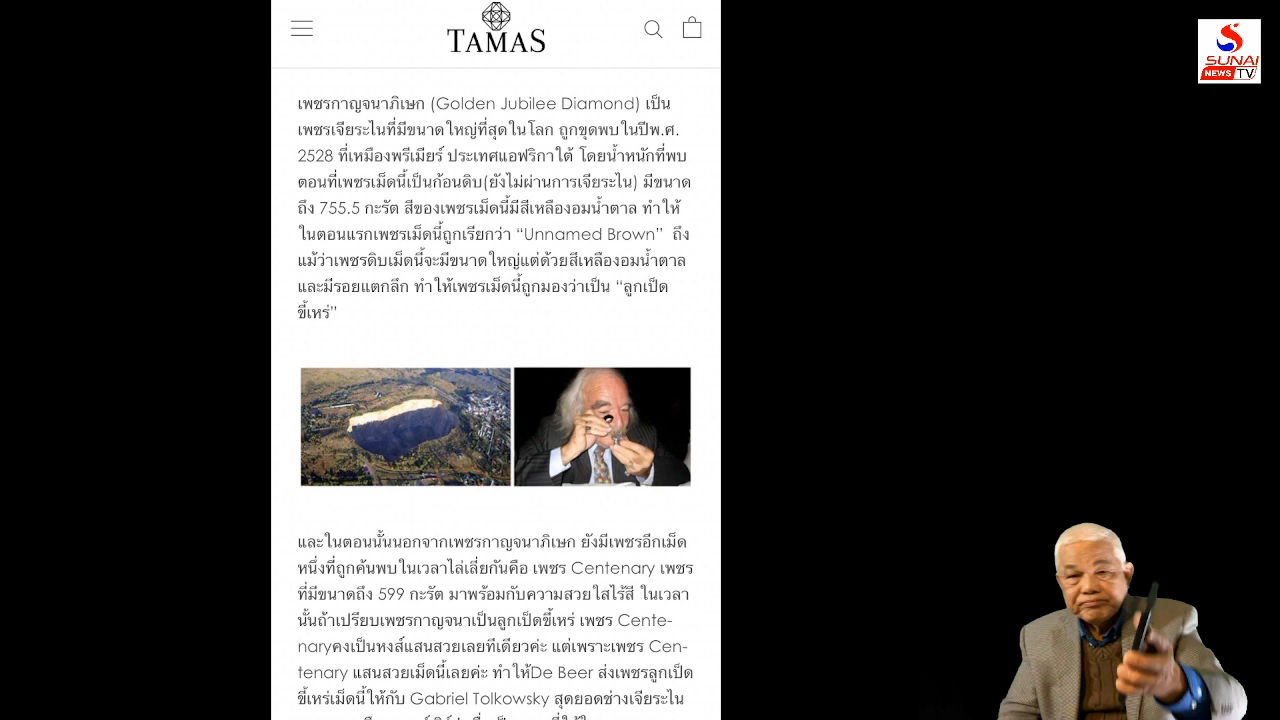 TAMAS
SUNAI
NEWS TV
เพชรกาญจนาภิเษก (Golden Jubilee Diamond) เป็น
เพชรเจียระไนที่มีขนาดใหญ่ที่สุดในโลก ถูกขุดพบในปีพ.ศ.
2528 ที่เหมืองพรีเมียร์ ประเทศแอฟริกาใต้ โดยน้ำหนักที่พบ
ตอนที่เพชรเม็ดนี้เป็นก้อนดิบ(ยังไม่ผ่านการเจียระไน) มีขนาด
ถึง 755.5 กะรัต สีของเพชรเม็ดนี้มีสีเหลืองอมน้ำตาล ทำให้
ในตอนแรกเพชรเม็ดนี้ถูกเรียกว่า “Unnamed Brown” ถึง
แม้ว่าเพชรดิบเม็ดนี้จะมีขนาดใหญ่แต่ด้วยสีเหลืองอมน้ำตาล
และมีรอยแตกลึก ทำให้เพชรเม็ดนี้ถูกมองว่าเป็น “ลูกเป็ด
ขี้เหร่”
และในตอนนั้นนอกจากเพชรกาญจนาภิเษก ยังมีเพชรอีกเม็ด
หนึ่งที่ถูกค้นพบในเวลาไล่เลี่ยกันคือ เพชร Centenary เพชร
ที่มีขนาดถึง 599 กะรัต มาพร้อมกับความสวยใสไร้สี ในเวลา
นั้นถ้าเปรียบเพชรกาญจนาเป็นลูกเป็ดขี้เหร่ เพชร Cente-
naryคงเป็นหงส์แสนสวยเลยทีเดียวค่ะ แต่เพราะเพชร Cen-
tenary แสนสวยเม็ดนี้เลยค่ะ ทำให้De Beer ส่งเพชรลูกเป็ด
ขี้เหร่เม็ดนี้ให้กับ Gabriel Tolkowsky สุดยอดช่างเจียระไน